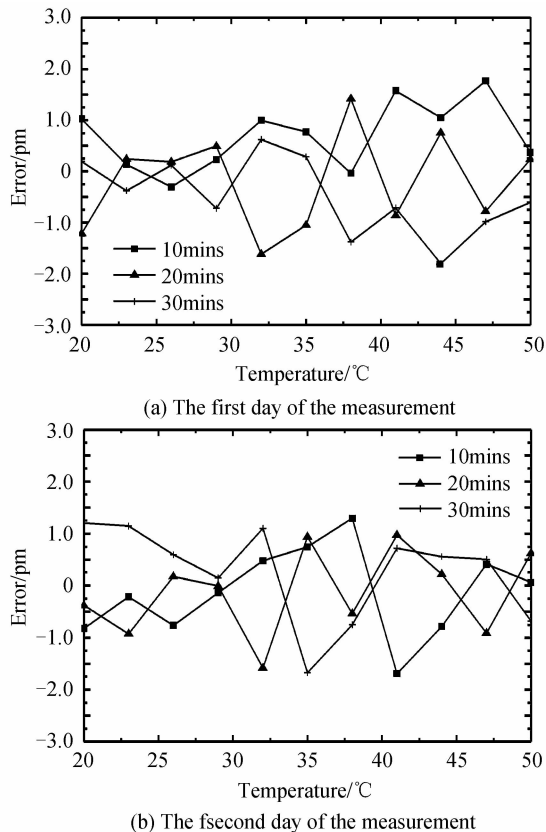 3.0
2.0
1.0
0
−1.0
−2.0
−3.0
Error/pm
10mins
20mins
30mins
20 25 30 35 40 45 50
Temperature/℃
(a) The first day of the measurement
3.0
2.0
1.0
0
−1.0
−2.0
−3.0
Error/pm
10mins
20mins
30mins
20 25 30 35 40 45 50
Temperature/℃
(b) The fsecond day of the measurement